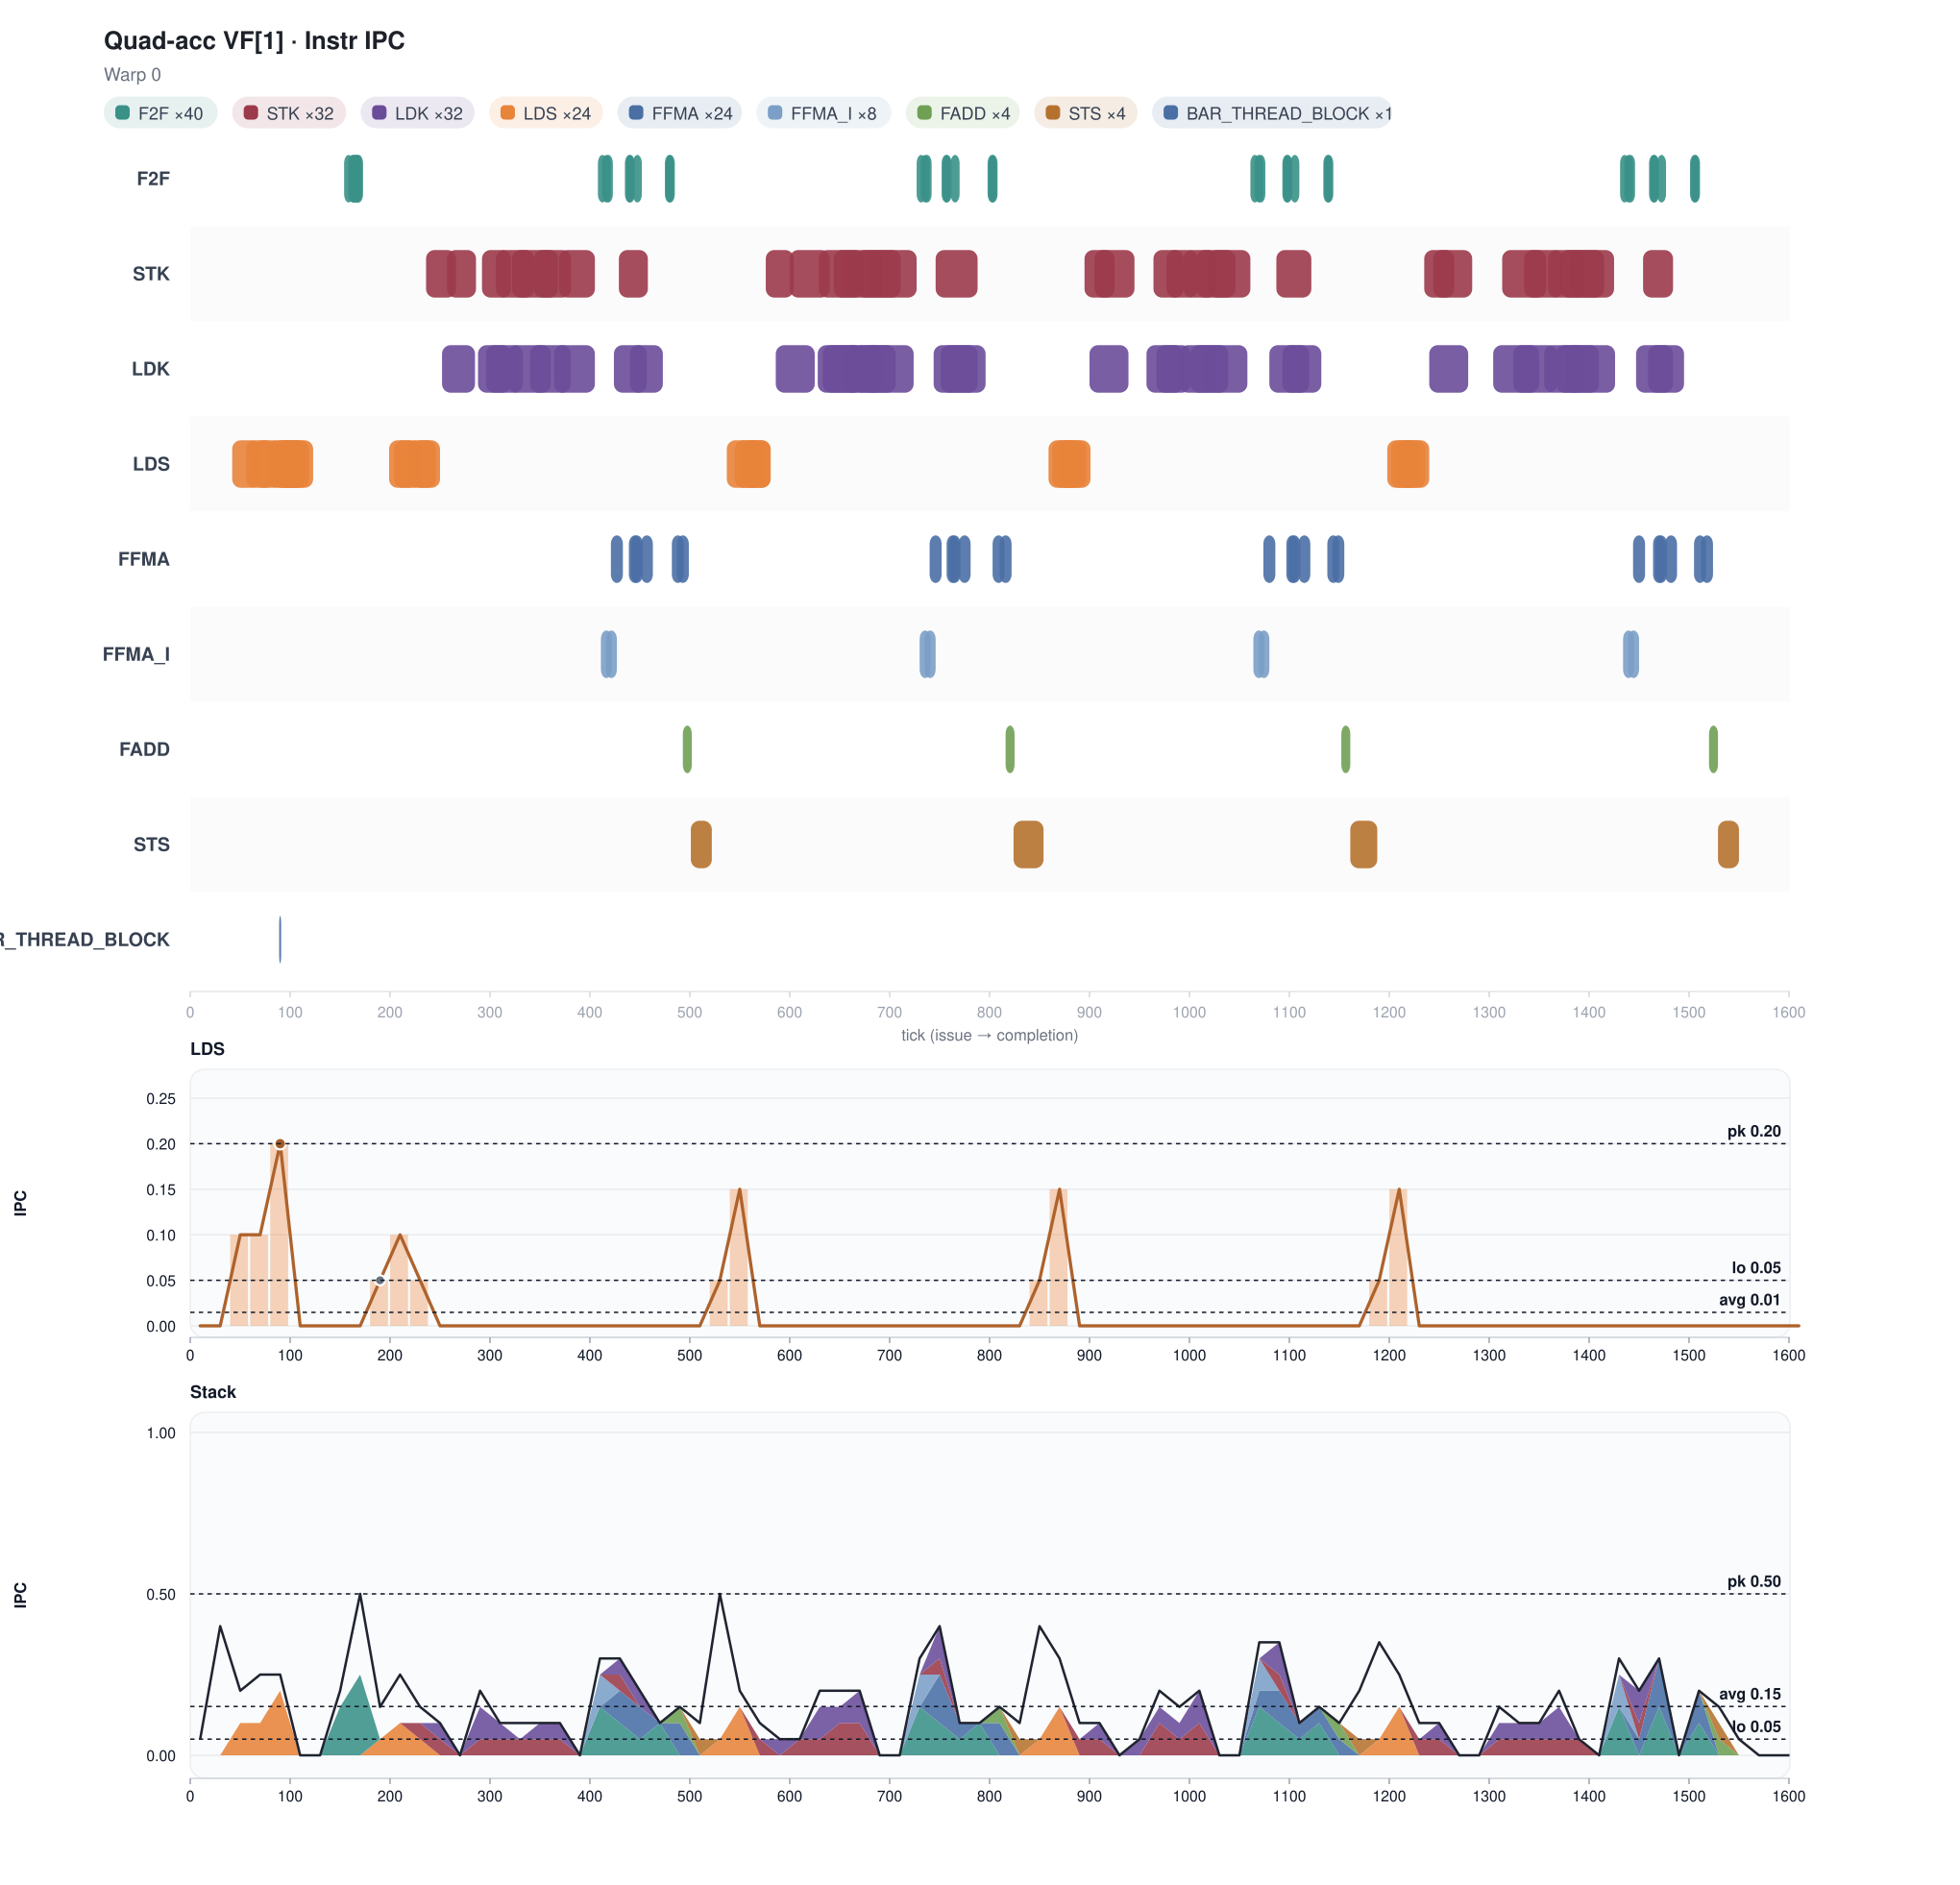 Quad-acc VF[1] · Instr IPC
Warp 0
F2F ×40 STK ×32 LDK ×32 LDS ×24 FFMA ×24 FFMA_I ×8 FADD ×4 STS ×4 BAR_THREAD_BLOCK ×1
F2F
STK
LDK
LDS
FFMA
FFMA_I
FADD
STS
R_THREAD_BLOCK
0 100 200 300 400 500 600 700 800 900 1000 1100 1200 1300 1400 1500 1600
tick (issue → completion)
LDS
IPC
0.25
0.20
pk 0.20
0.15
0.10
0.05
lo 0.05
avg 0.01
0.00
0 100 200 300 400 500 600 700 800 900 1000 1100 1200 1300 1400 1500 1600
Stack
IPC
1.00
0.50
pk 0.50
avg 0.15
lo 0.05
0.00
0 100 200 300 400 500 600 700 800 900 1000 1100 1200 1300 1400 1500 1600